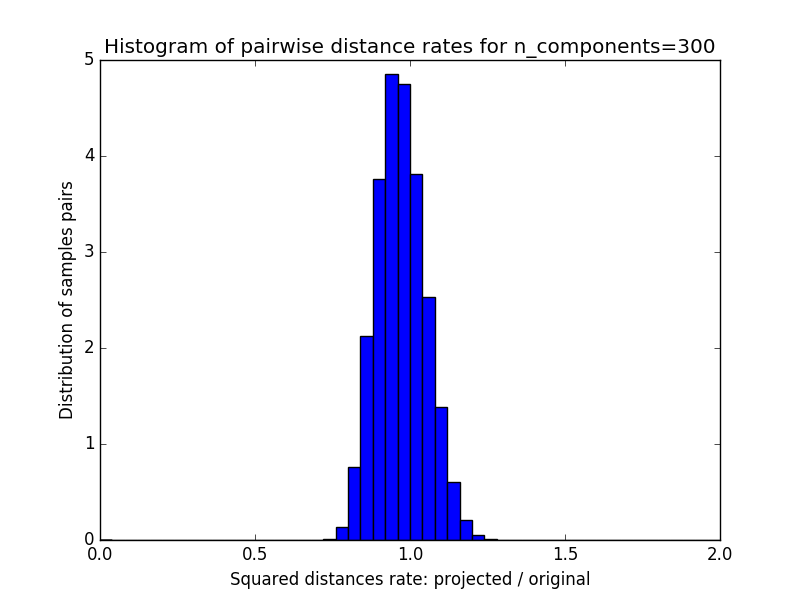 Histogram of pairwise distance rates for n_components=300
5
4
3
2
1
0
Distribution of samples pairs
0.0 0.5 1.0 1.5 2.0
Squared distances rate: projected / original